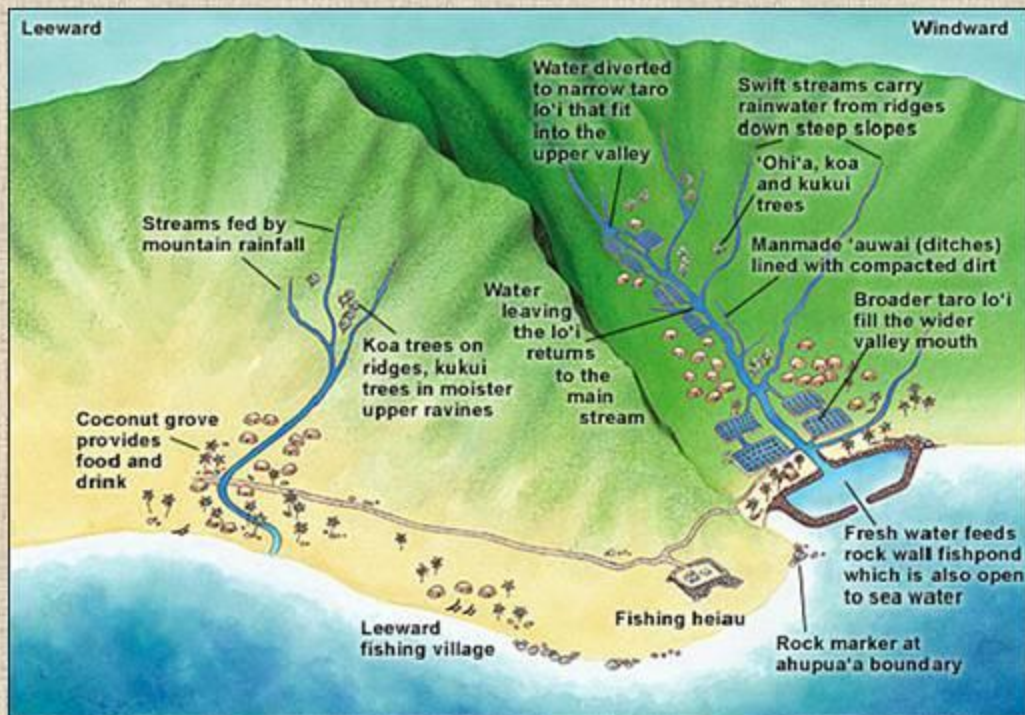 Leeward
Windward
Water diverted
to narrow taro
lo'i that fit
into the
upper valley
Swift streams carry
rainwater from ridges
down steep slopes
'Ohi'a, koa
and kukui
trees
Streams fed by
mountain rainfall
Manmade 'auwai (ditches)
lined with compacted dirt
Water
leaving
the lo'i
returns
to the
main
stream
Broader taro lo'i
fill the wider
valley mouth
Koa trees on
ridges, kukui
trees in moister
upper ravines
Coconut grove
provides
food and
drink
Fresh water feeds
rock wall fishpond
which is also open
to sea water
Fishing heiau
Leeward
fishing village
Rock marker at
ahupua'a boundary